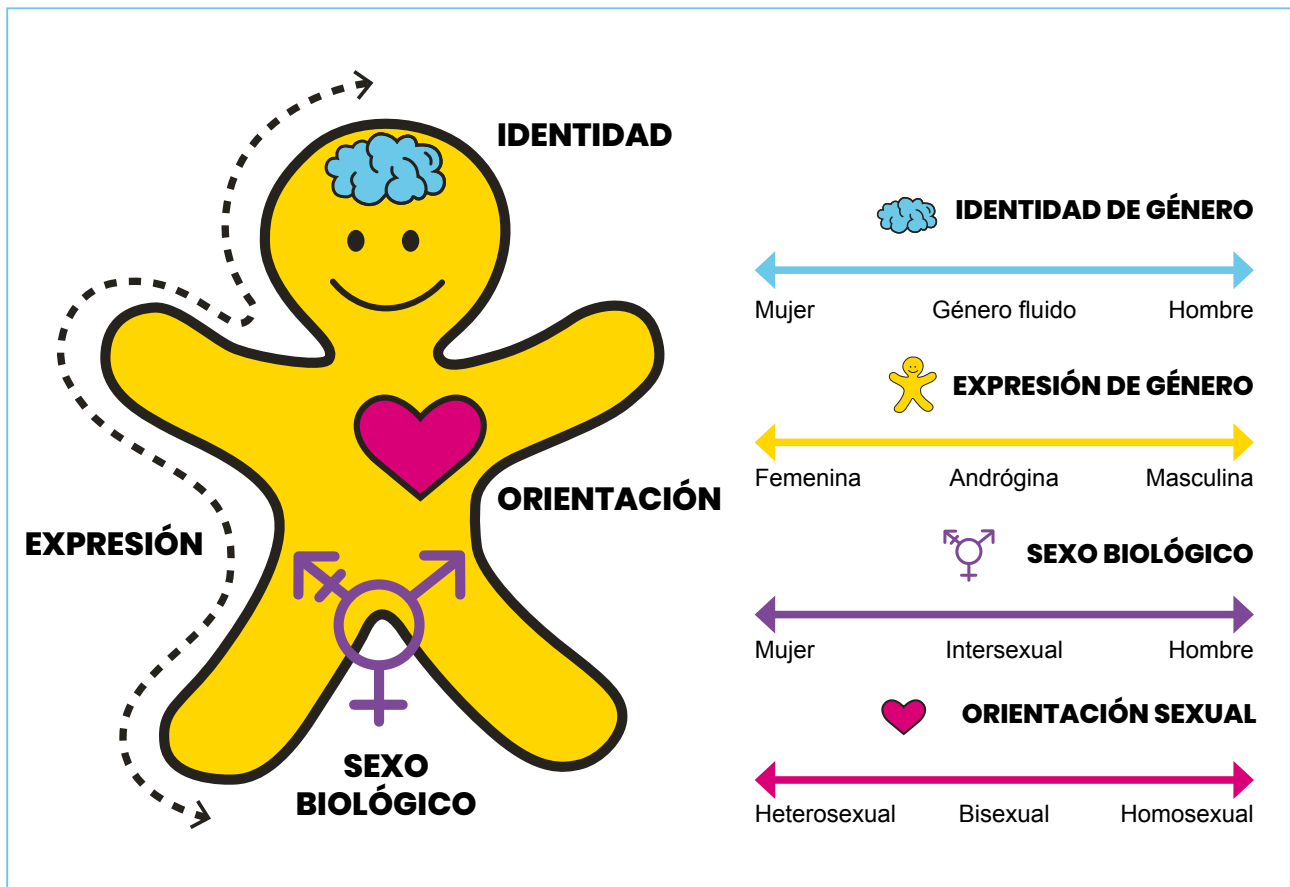 IDENTIDAD
ORIENTACIÓN
EXPRESIÓN
SEXO
BIOLÓGICO
IDENTIDAD DE GÉNERO
Mujer Género fluido Hombre
EXPRESIÓN DE GÉNERO
Femenina Andrógina Masculina
SEXO BIOLÓGICO
Mujer Intersexual Hombre
ORIENTACIÓN SEXUAL
Heterosexual Bisexual Homosexual